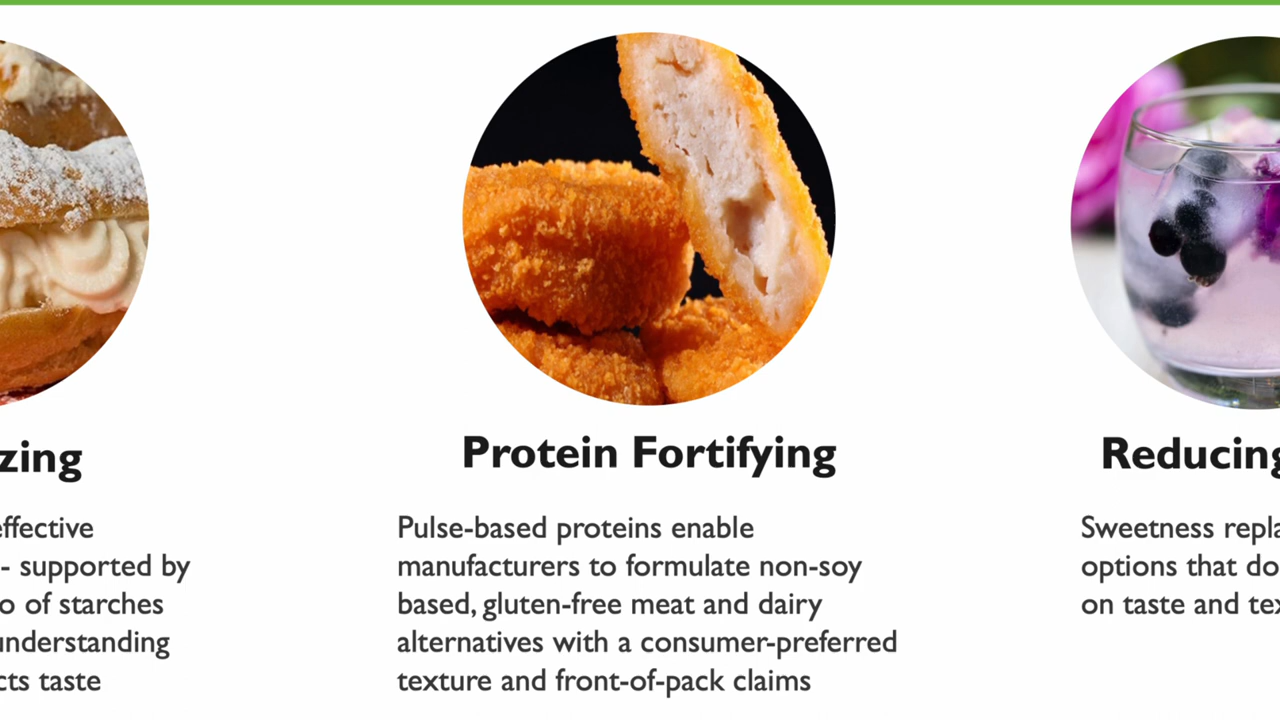 zing
effective
- supported by
o of starches
understanding
cts taste
Protein Fortifying
Pulse-based proteins enable
manufacturers to formulate non-soy
based, gluten-free meat and dairy
alternatives with a consumer-preferred
texture and front-of-pack claims
Reducing
Sweetness repla
options that do
on taste and tex